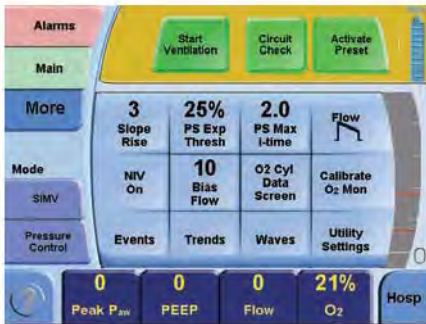 Alarms
Main
More
Mode
SIMV
Pressure
Control
Start
Ventilation
Circuit
Check
Activate
Preset
3
Slope
Rise
25%
PS Exp
Thresh
2.0
PS Max
I-time
Flow
NIV
On
10
Bias
Flow
O2 Cyl
Data
Screen
Calibrate
O2 Mon
Events
Trends
Waves
Utility
Settings
0
?
0
Peak Paw
0
PEEP
0
Flow
21%
O2
Hosp